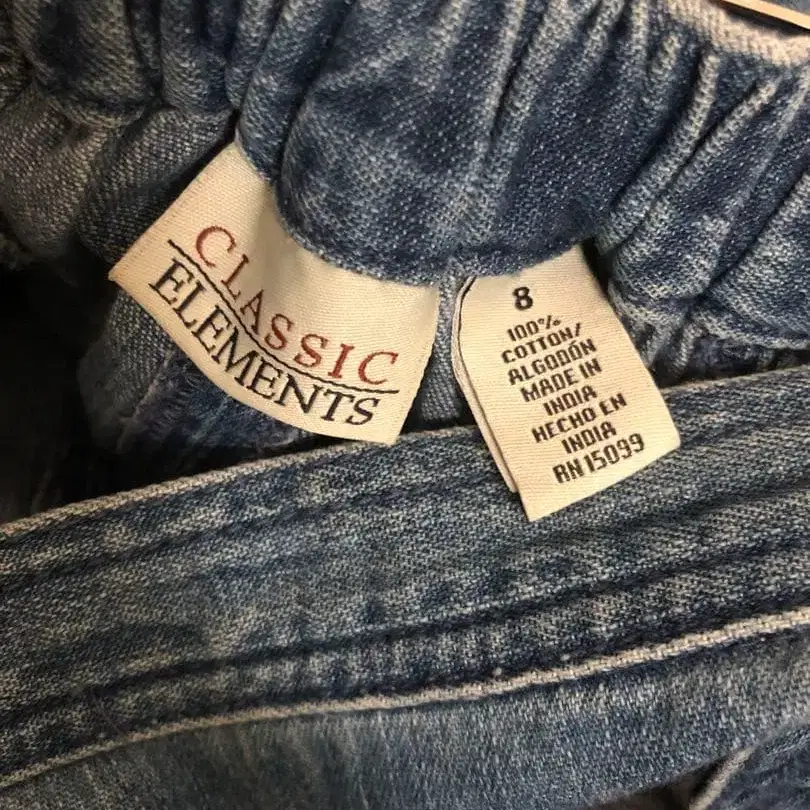 CLASSIC
ELEMENTS
8
100%
COTTON/
ALGODÓN
MADE IN
INDIA
HECHO EN
INDIA
RN 15099